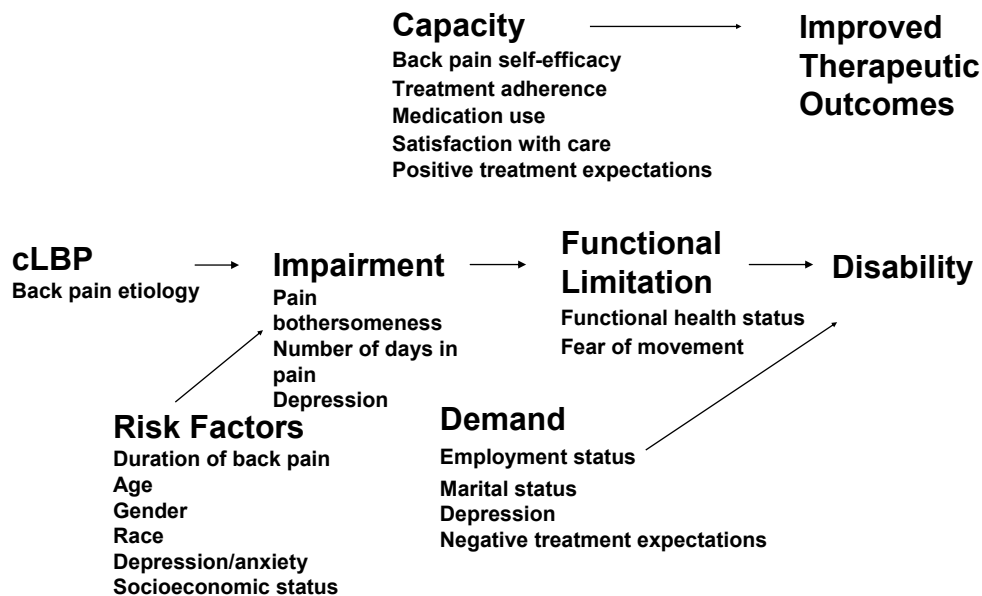 Capacity
Back pain self-efficacy
Treatment adherence
Medication use
Satisfaction with care
Positive treatment expectations
Improved
Therapeutic
Outcomes
cLBP
Back pain etiology
Impairment
Pain
bothersomeness
Number of days in
pain
Depression
Functional
Limitation
Functional health status
Fear of movement
Disability
Risk Factors
Duration of back pain
Age
Gender
Race
Depression/anxiety
Socioeconomic status
Demand
Employment status
Marital status
Depression
Negative treatment expectations